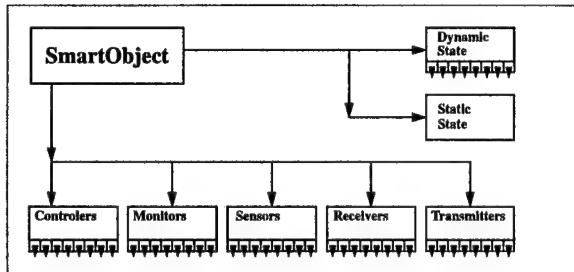 SmartObject
Dynamic
State
Static
State
Controlers
Monitors
Sensors
Receivers
Transmitters